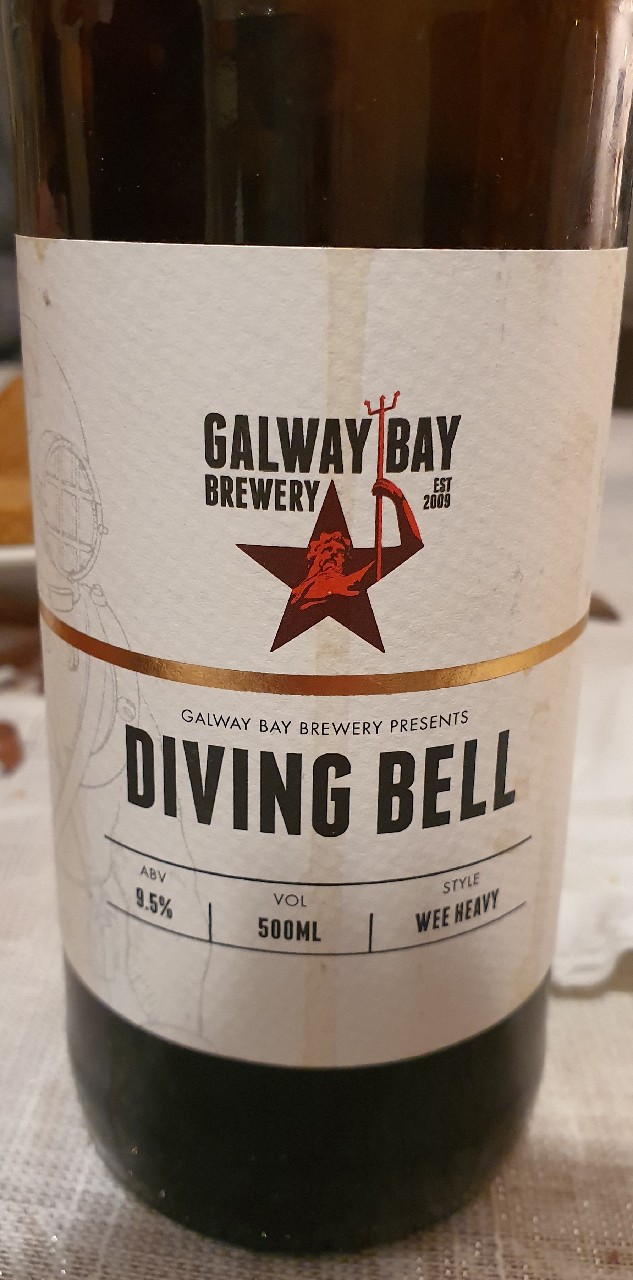 GALWAY BAY
BREWERY
EST
2009
GALWAY BAY BREWERY PRESENTS
DIVING BELL
ABV
9.5%
VOL
500ML
STYLE
WEE HEAVY